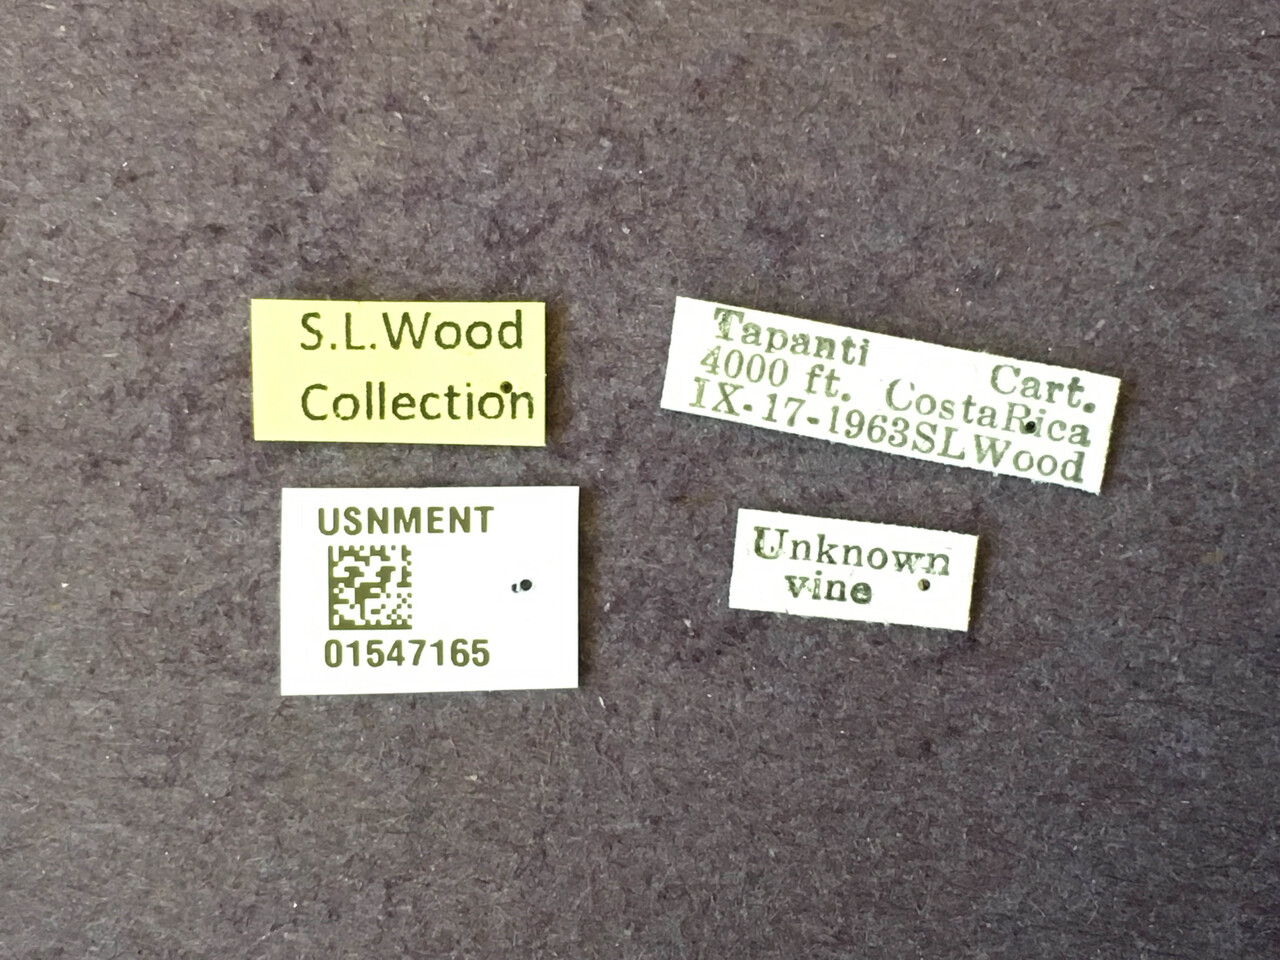 S.L.Wood
Collection
Tapanti Cart.
4000 ft. CostaRica
IX-17-1963SLWood
USNMENT
01547165
Unknown
vine